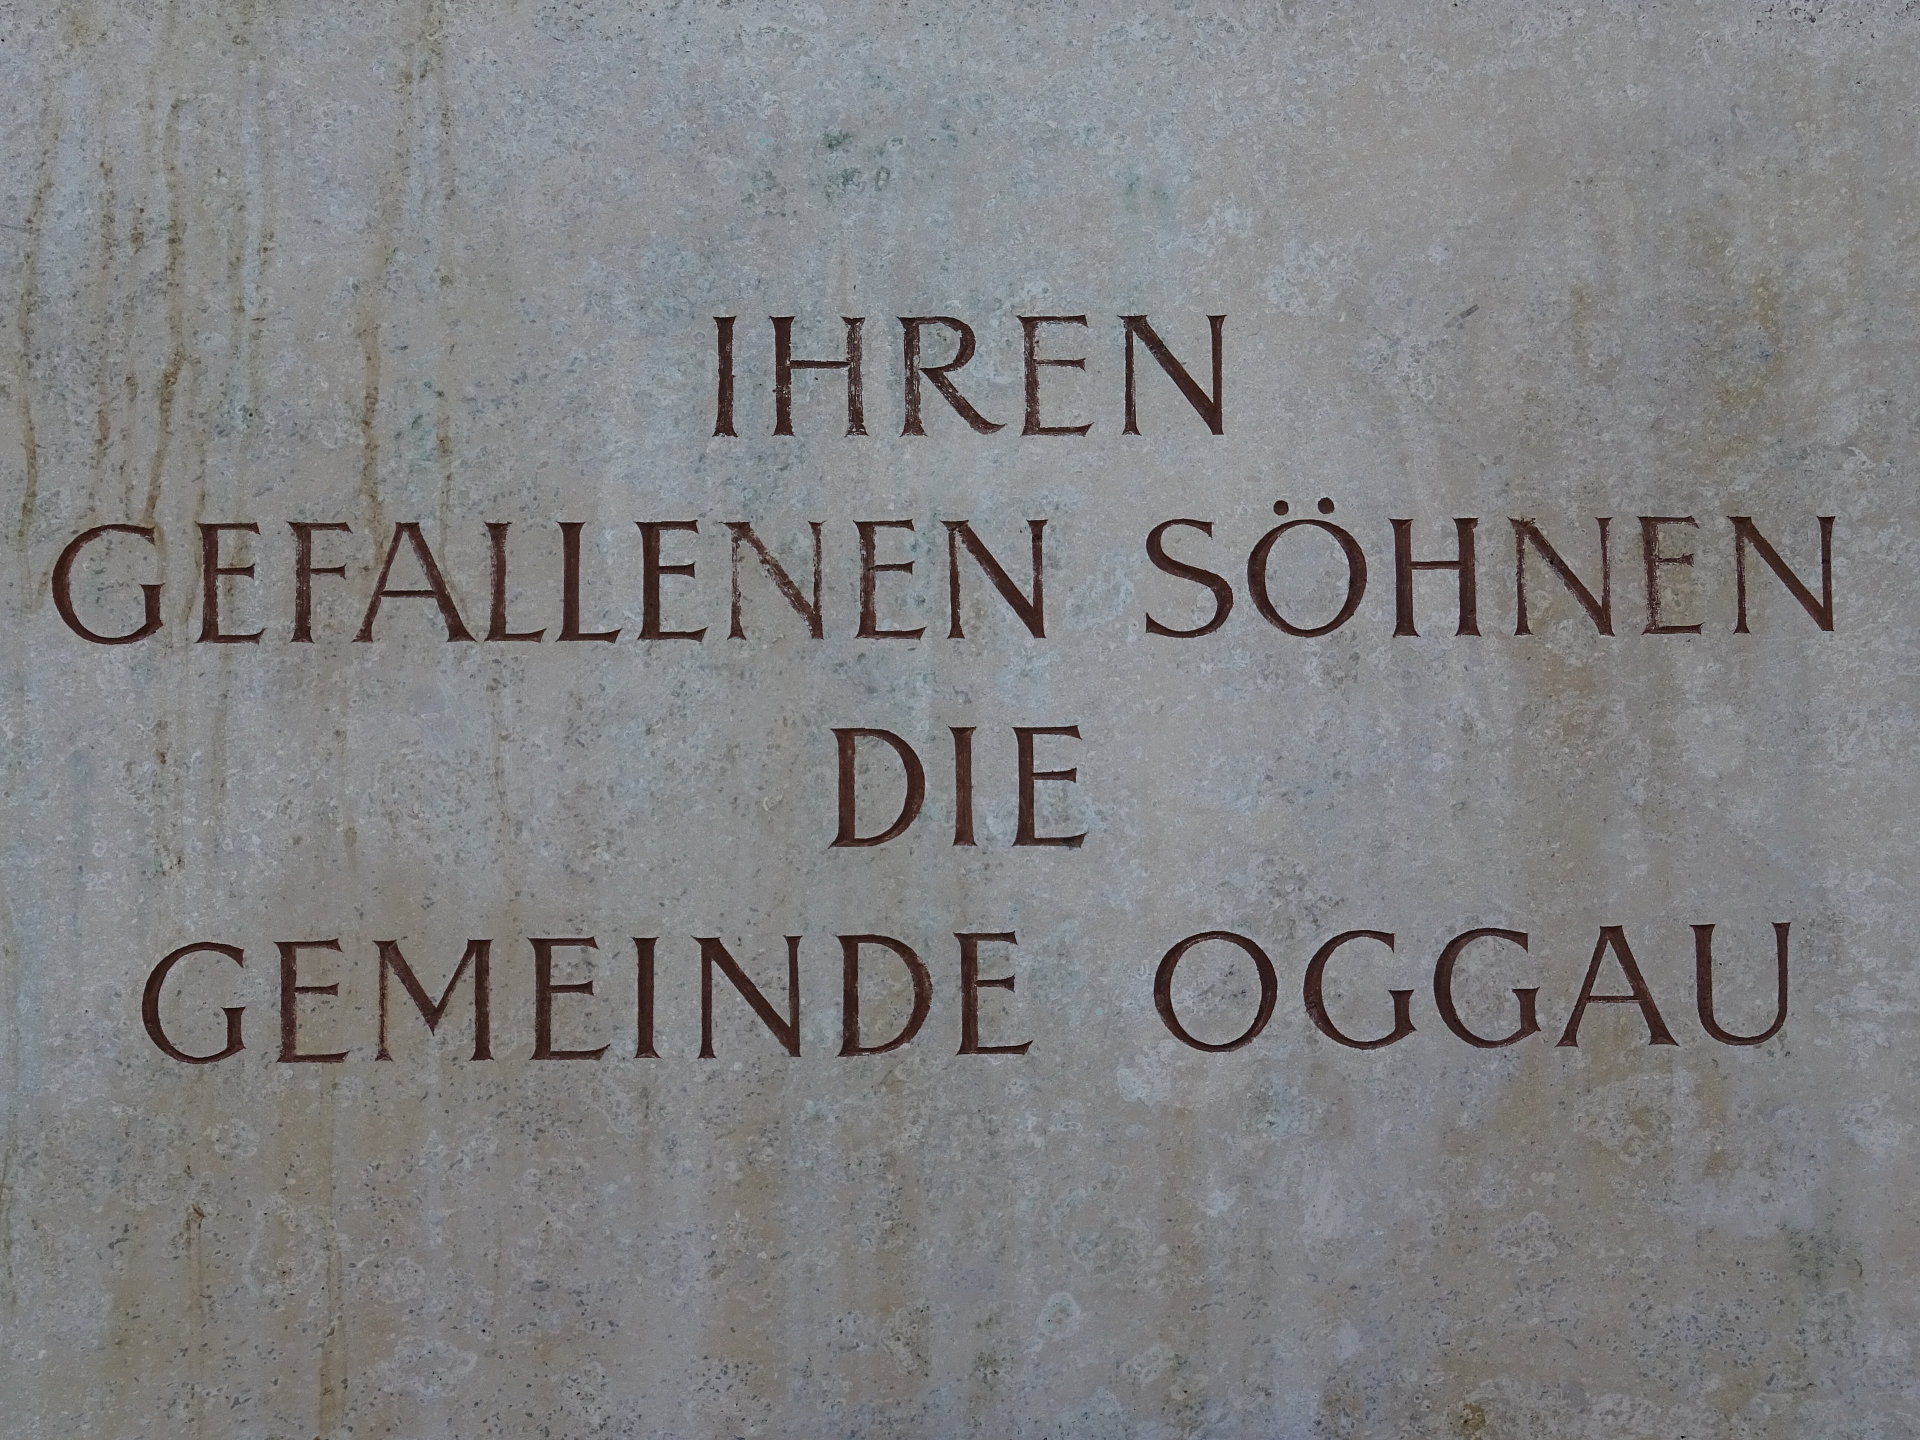 IHREN
GEFALLENEN SÖHNEN
DIE
GEMEINDE OGGAU